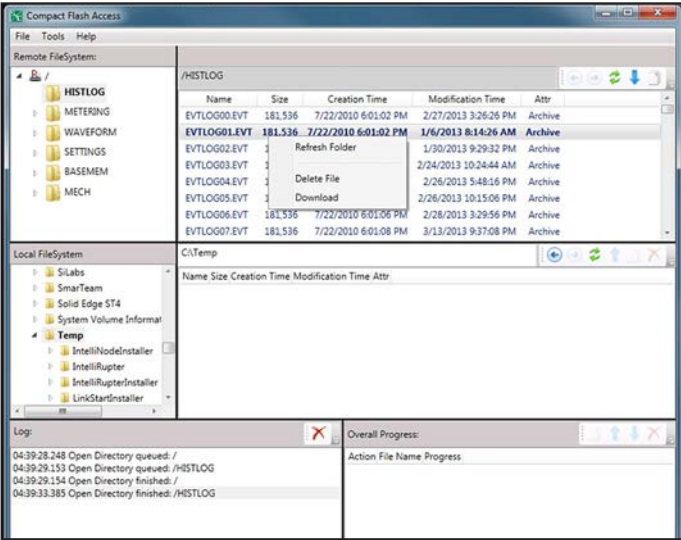 Compact Flash Access
File Tools Help
Remote FileSystem:
/
HISTLOG
METERING
WAVEFORM
SETTINGS
BASEMEM
MECH
/HISTLOG
Name Size Creation Time Modification Time Attr
EVTLOG00.EVT 181,536 7/22/2010 6:01:02 PM 2/27/2013 3:26:26 PM Archive
EVTLOG01.EVT 181,536 7/22/2010 6:01:02 PM 1/6/2013 8:14:26 AM Archive
EVTLOG02.EVT 1 1/30/2013 9:29:32 PM Archive
EVTLOG03.EVT 1 2/24/2013 10:24:44 AM Archive
EVTLOG04.EVT 1 2/26/2013 5:48:16 PM Archive
EVTLOG05.EVT 1 2/26/2013 10:15:06 PM Archive
EVTLOG06.EVT 181,536 7/22/2010 6:01:06 PM 2/28/2013 3:29:56 PM Archive
EVTLOG07.EVT 181,536 7/22/2010 6:01:08 PM 3/13/2013 9:37:08 PM Archive
Refresh Folder
Delete File
Download
Local FileSystem
SiLabs
SmarTeam
Solid Edge ST4
System Volume Informat
Temp
IntelliNodeInstaller
IntelliRupter
IntelliRupterInstaller
LinkStartInstaller
C:\Temp
Name Size Creation Time Modification Time Attr
Log:
04:39:28.248 Open Directory queued: /
04:39:29.153 Open Directory queued: /HISTLOG
04:39:29.154 Open Directory finished: /
04:39:33.385 Open Directory finished: /HISTLOG
Overall Progress:
Action File Name Progress